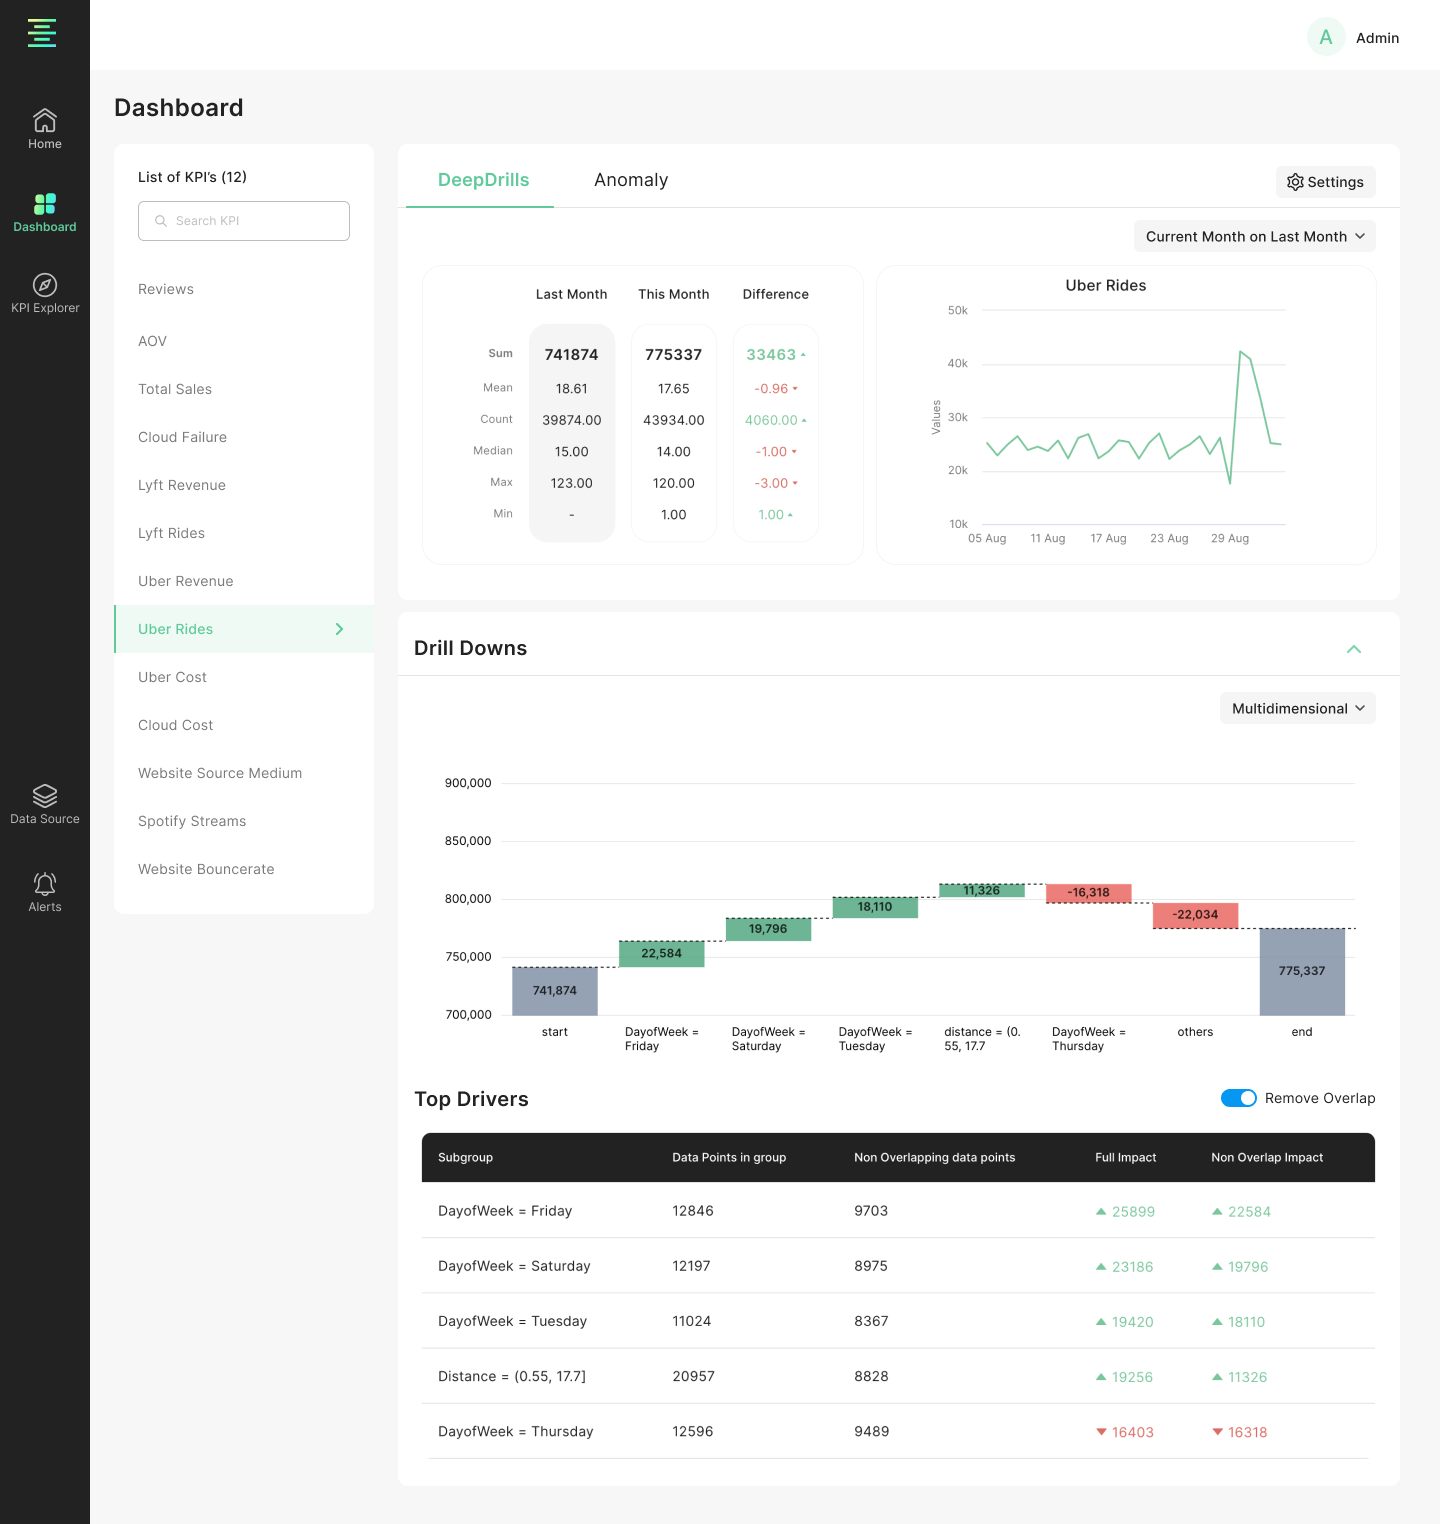 A
Admin
Home
Dashboard
KPI Explorer
Data Source
Alerts
Dashboard
List of KPI's (12)
Search KPI
Reviews
AOV
Total Sales
Cloud Failure
Lyft Revenue
Lyft Rides
Uber Revenue
Uber Rides
Uber Cost
Cloud Cost
Website Source Medium
Spotify Streams
Website Bouncerate
DeepDrills
Anomaly
Settings
Current Month on Last Month
Last Month This Month Difference
Sum 741874 775337 33463
Mean 18.61 17.65 -0.96
Count 39874.00 43934.00 4060.00
Median 15.00 14.00 -1.00
Max 123.00 120.00 -3.00
Min - 1.00 1.00
Uber Rides
Values
50k
40k
30k
20k
10k
05 Aug 11 Aug 17 Aug 23 Aug 29 Aug
Drill Downs
Multidimensional
900,000
850,000
800,000
750,000
700,000
741,874
22,584
19,796
18,110
11,326
-16,318
-22,034
775,337
start
DayofWeek =
Friday
DayofWeek =
Saturday
DayofWeek =
Tuesday
distance = (0.
55, 17.7
DayofWeek =
Thursday
others
end
Top Drivers
Remove Overlap
Subgroup Data Points in group Non Overlapping data points Full Impact Non Overlap Impact
DayofWeek = Friday 12846 9703 25899 22584
DayofWeek = Saturday 12197 8975 23186 19796
DayofWeek = Tuesday 11024 8367 19420 18110
Distance = (0.55, 17.7] 20957 8828 19256 11326
DayofWeek = Thursday 12596 9489 16403 16318